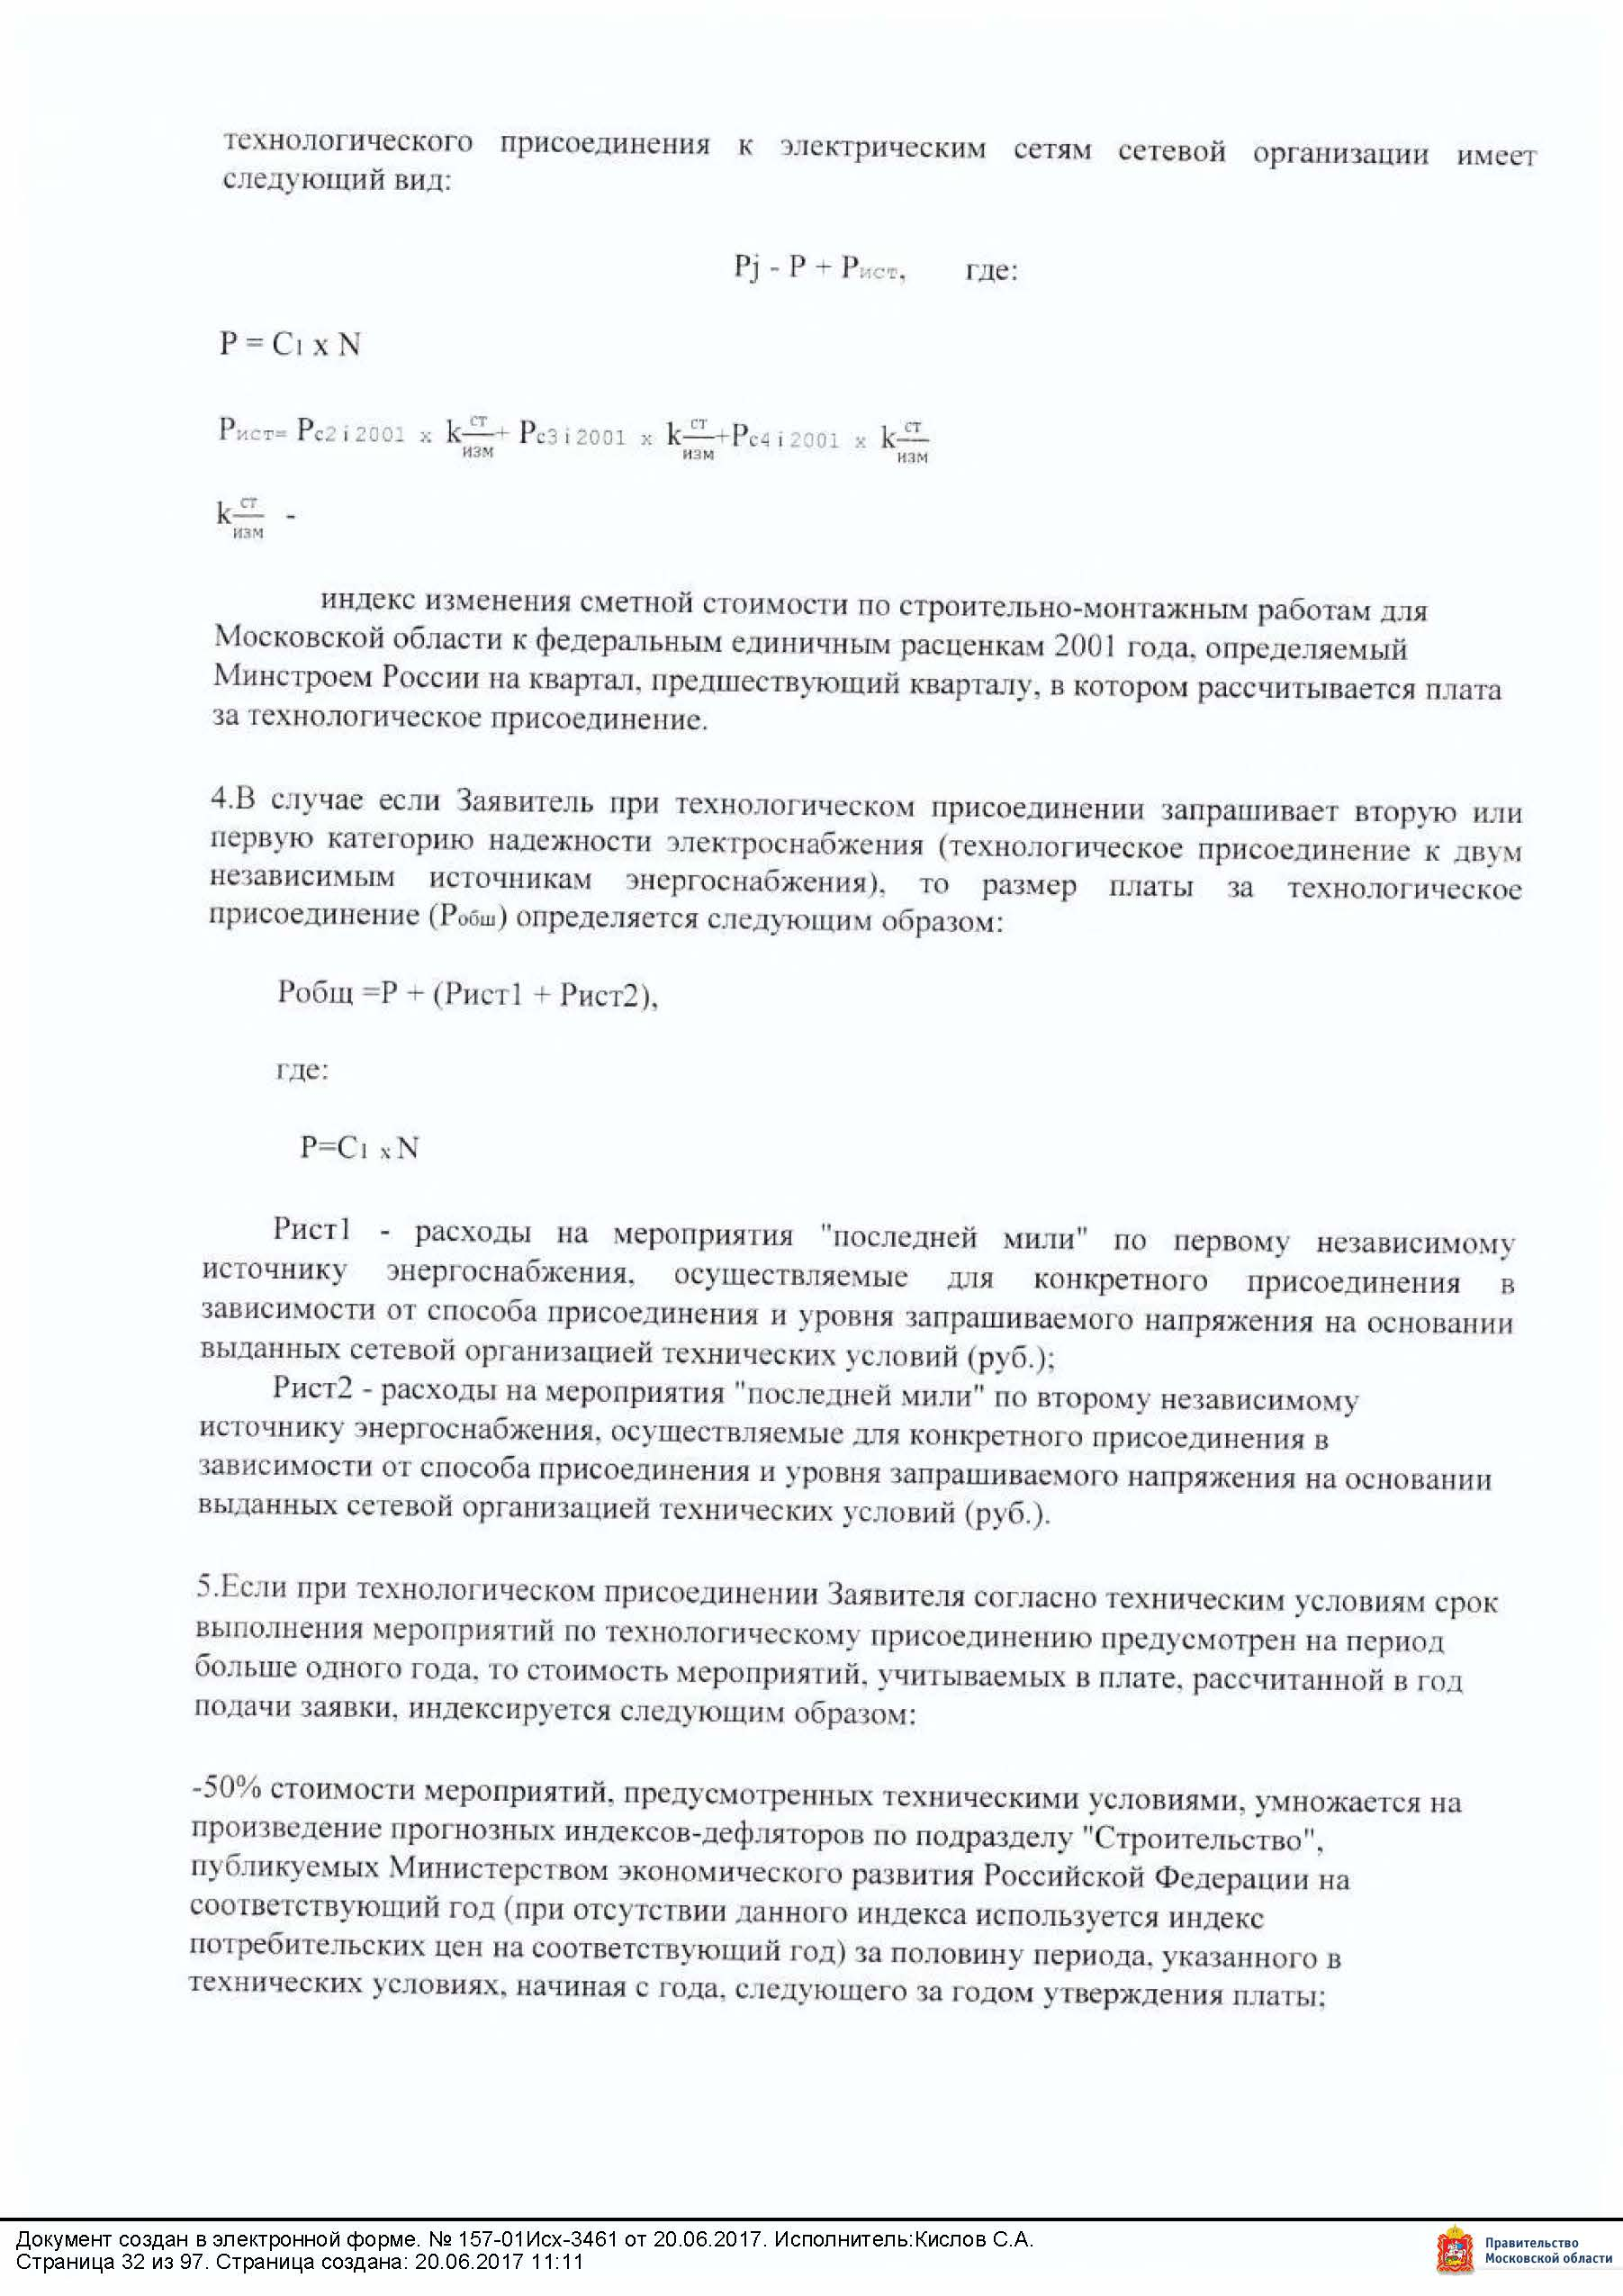 технологического присоединения к электрическим сетям сетевой организации имеет
следующий вид:
Pj - P + Pист, где:
P = C1 x N
Pист= Pc2 i 2001 x k ст/изм + Pc3 i 2001 x k ст/изм +Pc4 i 2001 x k ст/изм
k ст/изм -
индекс изменения сметной стоимости по строительно-монтажным работам для
Московской области к федеральным единичным расценкам 2001 года, определяемый
Минстроем России на квартал, предшествующий кварталу, в котором рассчитывается плата
за технологическое присоединение.
4.В случае если Заявитель при технологическом присоединении запрашивает вторую или
первую категорию надежности электроснабжения (технологическое присоединение к двум
независимым источникам энергоснабжения), то размер платы за технологическое
присоединение (Робщ) определяется следующим образом:
Робщ =Р + (Рист1 + Рист2),
где:
P=C1 x N
Рист1 - расходы на мероприятия "последней мили" по первому независимому
источнику энергоснабжения, осуществляемые для конкретного присоединения в
зависимости от способа присоединения и уровня запрашиваемого напряжения на основании
выданных сетевой организацией технических условий (руб.);
Рист2 - расходы на мероприятия "последней мили" по второму независимому
источнику энергоснабжения, осуществляемые для конкретного присоединения в
зависимости от способа присоединения и уровня запрашиваемого напряжения на основании
выданных сетевой организацией технических условий (руб.).
5.Если при технологическом присоединении Заявителя согласно техническим условиям срок
выполнения мероприятий по технологическому присоединению предусмотрен на период
больше одного года, то стоимость мероприятий, учитываемых в плате, рассчитанной в год
подачи заявки, индексируется следующим образом:
-50% стоимости мероприятий, предусмотренных техническими условиями, умножается на
произведение прогнозных индексов-дефляторов по подразделу "Строительство",
публикуемых Министерством экономического развития Российской Федерации на
соответствующий год (при отсутствии данного индекса используется индекс
потребительских цен на соответствующий год) за половину периода, указанного в
технических условиях, начиная с года, следующего за годом утверждения платы;
Документ создан в электронной форме. № 157-01Исх-3461 от 20.06.2017. Исполнитель:Кислов С.А.
Страница 32 из 97. Страница создана: 20.06.2017 11:11
Правительство
Московской области